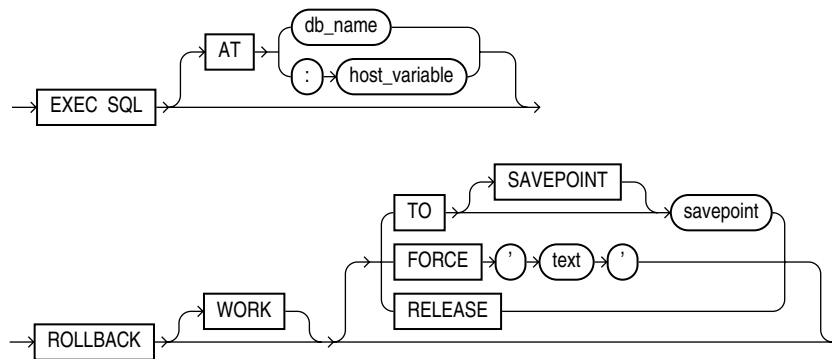 db_name
AT
: host_variable
EXEC SQL
SAVEPOINT
TO savepoint
FORCE ' text '
WORK RELEASE
ROLLBACK